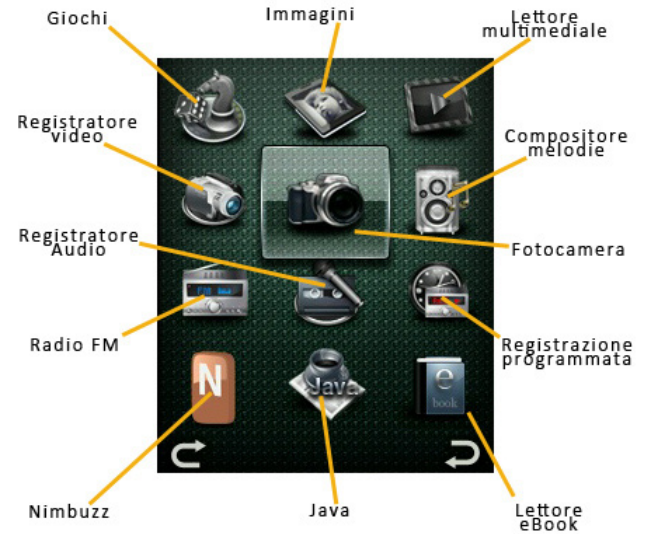 Giochi
Immagini
Lettore
multimediale
Registratore
video
Compositore
melodie
Registratore
Audio
Fotocamera
Radio FM
Registrazione
programmata
N
Java
e
book
Nimbuzz
Java
Lettore
eBook